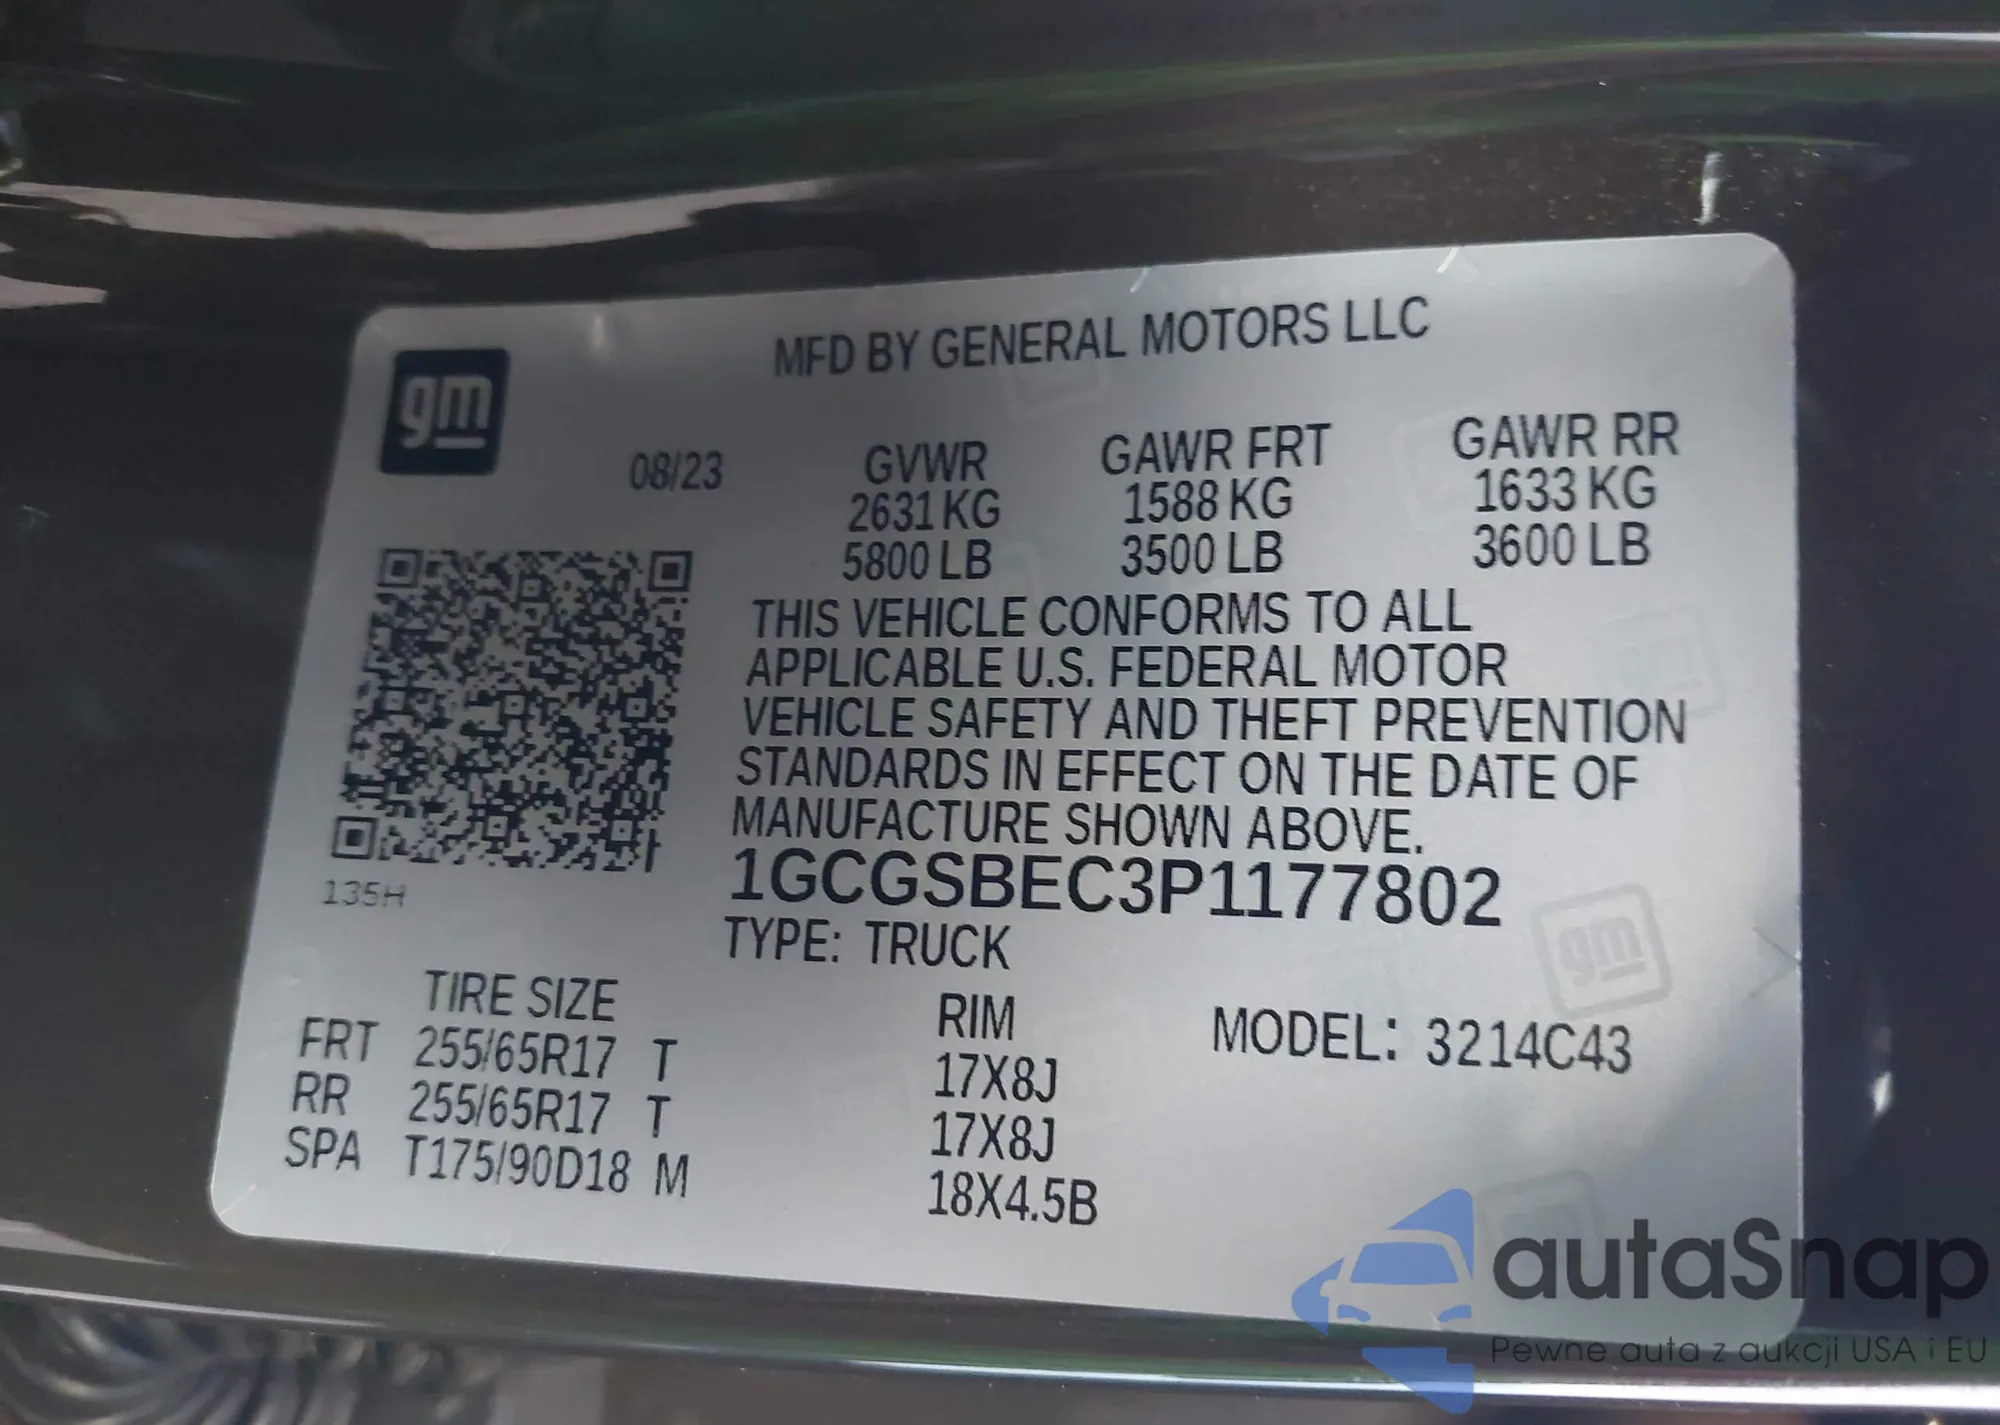 gm
MFD BY GENERAL MOTORS LLC
08/23
GVWR GAWR FRT GAWR RR
2631 KG 1588 KG 1633 KG
5800 LB 3500 LB 3600 LB
THIS VEHICLE CONFORMS TO ALL
APPLICABLE U.S. FEDERAL MOTOR
VEHICLE SAFETY AND THEFT PREVENTION
STANDARDS IN EFFECT ON THE DATE OF
MANUFACTURE SHOWN ABOVE.
1GCGSBEC3P1177802
135H
TYPE: TRUCK
gm
TIRE SIZE RIM MODEL: 3214C43
FRT 255/65R17 T 17X8J
RR 255/65R17 T 17X8J
SPA T175/90D18 M 18X4.5B
autaSnap
Pewne auta z aukcji USA i EU